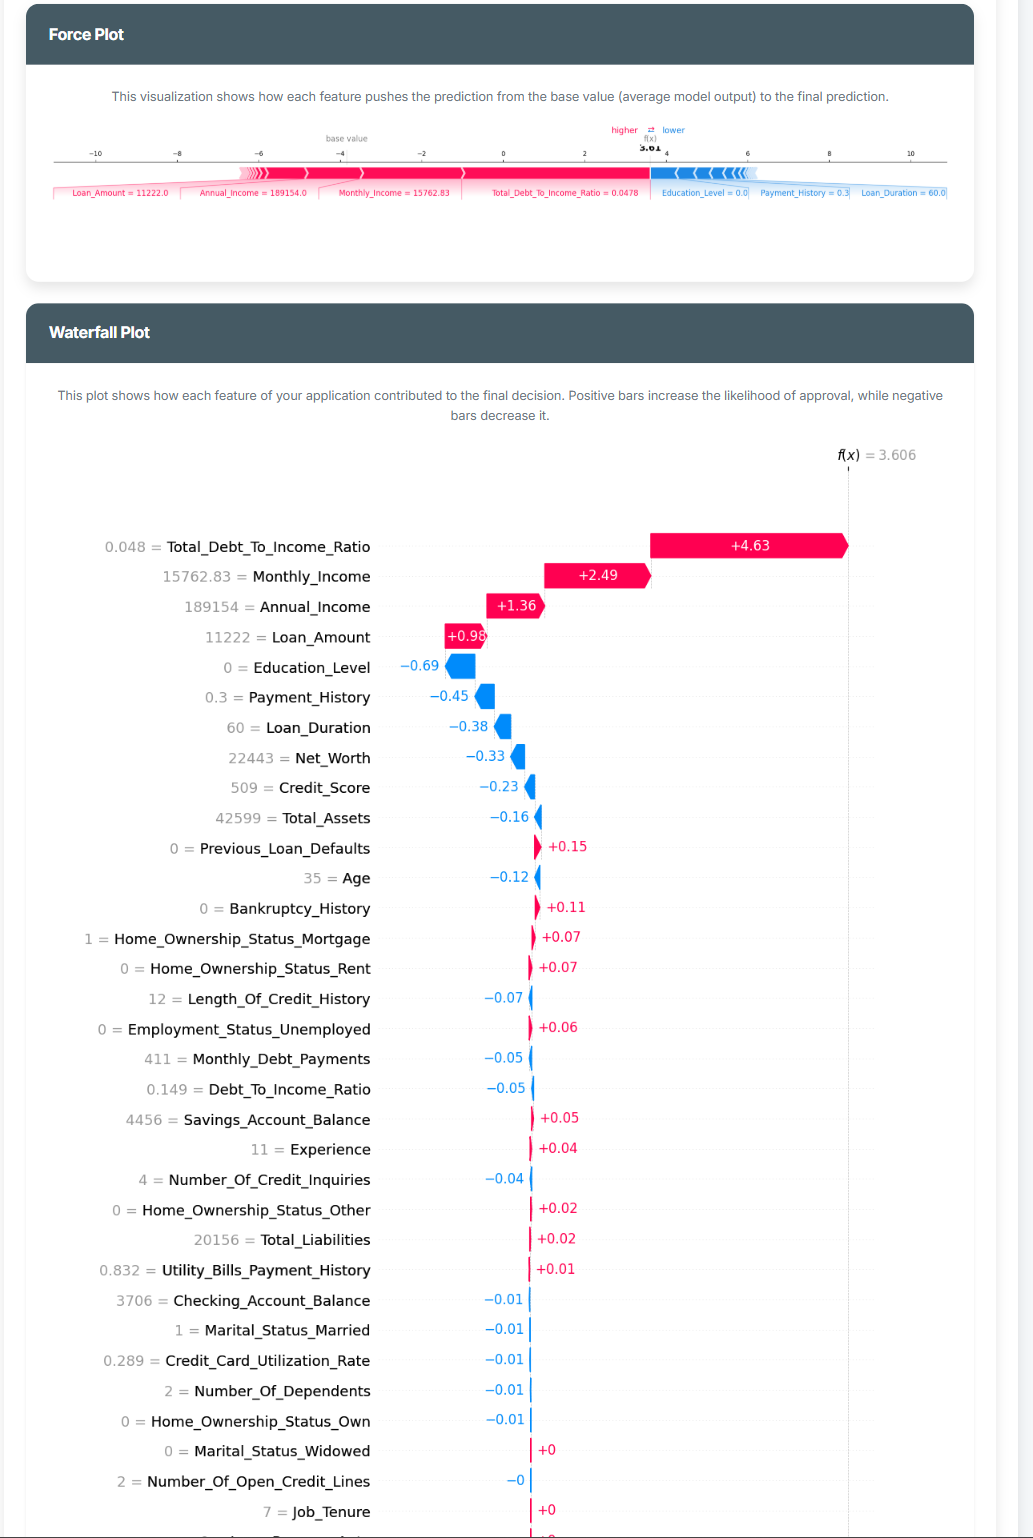 Force Plot
This visualization shows how each feature pushes the prediction from the base value (average model output) to the final prediction.
higher ⇄ lower
base value f(x)
3.61
−10 −8 −6 −4 −2 0 4 6 8 10
Loan_Amount = 11222.0 Annual_Income = 189154.0 Monthly_Income = 15762.83 Total_Debt_To_Income_Ratio = 0.0478 Education_Level = 0.0 Payment_History = 0.3 Loan_Duration = 60.0
Waterfall Plot
This plot shows how each feature of your application contributed to the final decision. Positive bars increase the likelihood of approval, while negative
bars decrease it.
f(x) = 3.606
0.048 = Total_Debt_To_Income_Ratio +4.63
15762.83 = Monthly_Income +2.49
189154 = Annual_Income +1.36
11222 = Loan_Amount +0.98
0 = Education_Level −0.69
0.3 = Payment_History −0.45
60 = Loan_Duration −0.38
22443 = Net_Worth −0.33
509 = Credit_Score −0.23
42599 = Total_Assets −0.16
0 = Previous_Loan_Defaults +0.15
35 = Age −0.12
0 = Bankruptcy_History +0.11
1 = Home_Ownership_Status_Mortgage +0.07
0 = Home_Ownership_Status_Rent +0.07
12 = Length_Of_Credit_History −0.07
0 = Employment_Status_Unemployed +0.06
411 = Monthly_Debt_Payments −0.05
0.149 = Debt_To_Income_Ratio −0.05
4456 = Savings_Account_Balance +0.05
11 = Experience +0.04
4 = Number_Of_Credit_Inquiries −0.04
0 = Home_Ownership_Status_Other +0.02
20156 = Total_Liabilities +0.02
0.832 = Utility_Bills_Payment_History +0.01
3706 = Checking_Account_Balance −0.01
1 = Marital_Status_Married −0.01
0.289 = Credit_Card_Utilization_Rate −0.01
2 = Number_Of_Dependents −0.01
0 = Home_Ownership_Status_Own −0.01
0 = Marital_Status_Widowed +0
2 = Number_Of_Open_Credit_Lines −0
7 = Job_Tenure +0